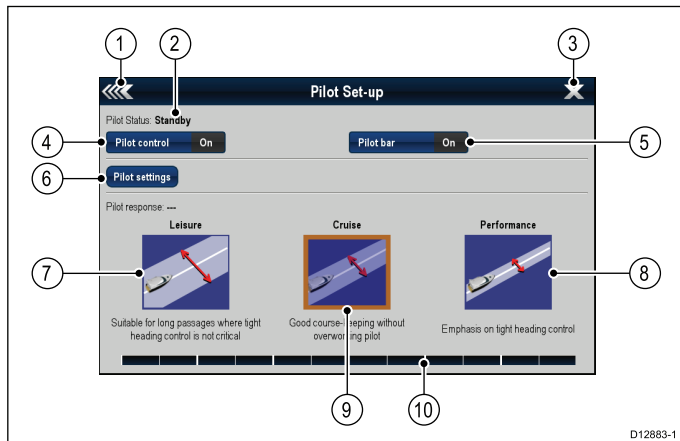 1
2
3
Pilot Set-up
Pilot Status: Standby
4
Pilot control On
Pilot bar On
5
6
Pilot settings
Pilot response: ---
Leisure
Cruise
Performance
7
8
Suitable for long passages where tight
heading control is not critical
Good course-keeping without
overworking pilot
Emphasis on tight heading control
9
10
D12883-1